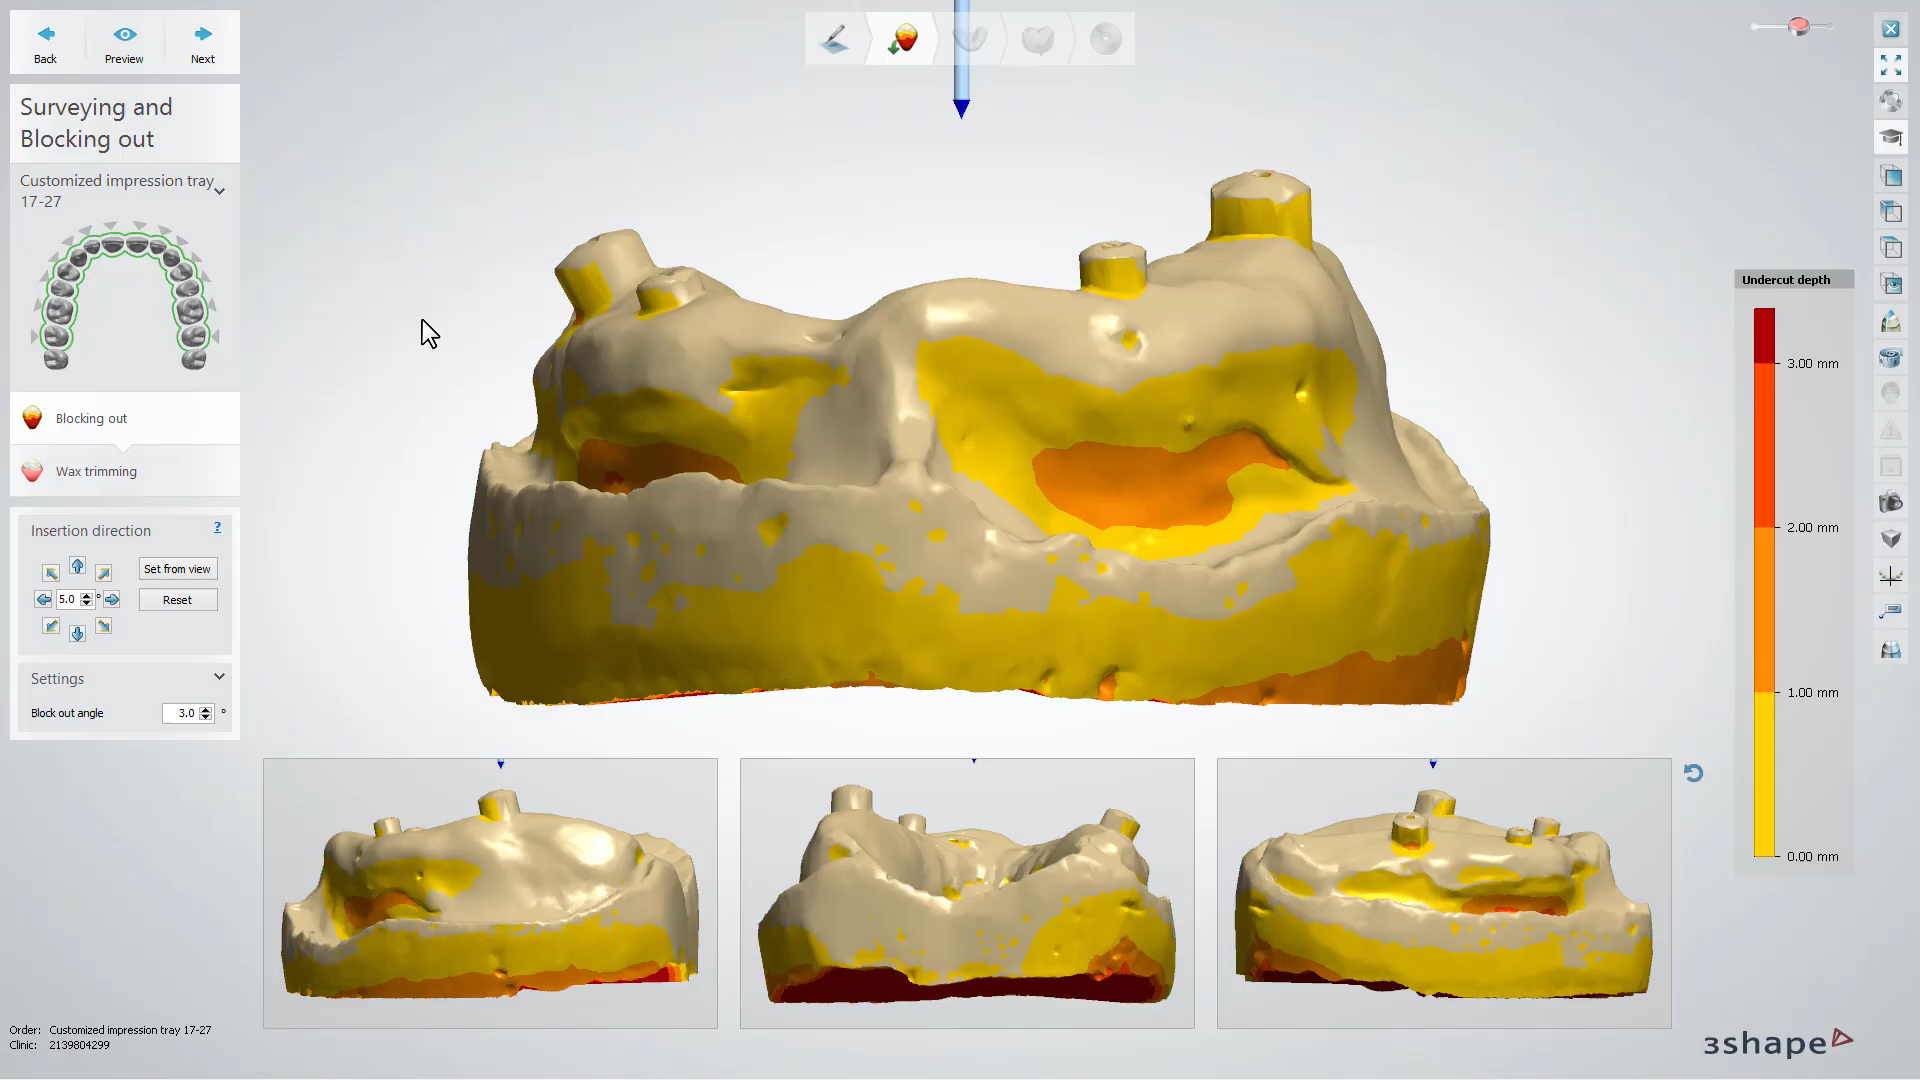 Back
Preview
Next
Surveying and
Blocking out
Customized impression tray
17-27
Blocking out
Wax trimming
Insertion direction
?
Set from view
5.0 °
Reset
Settings
Block out angle
3.0 °
Undercut depth
3.00 mm
2.00 mm
1.00 mm
0.00 mm
Order: Customized impression tray 17-27
Clinic: 2139804299
3shape